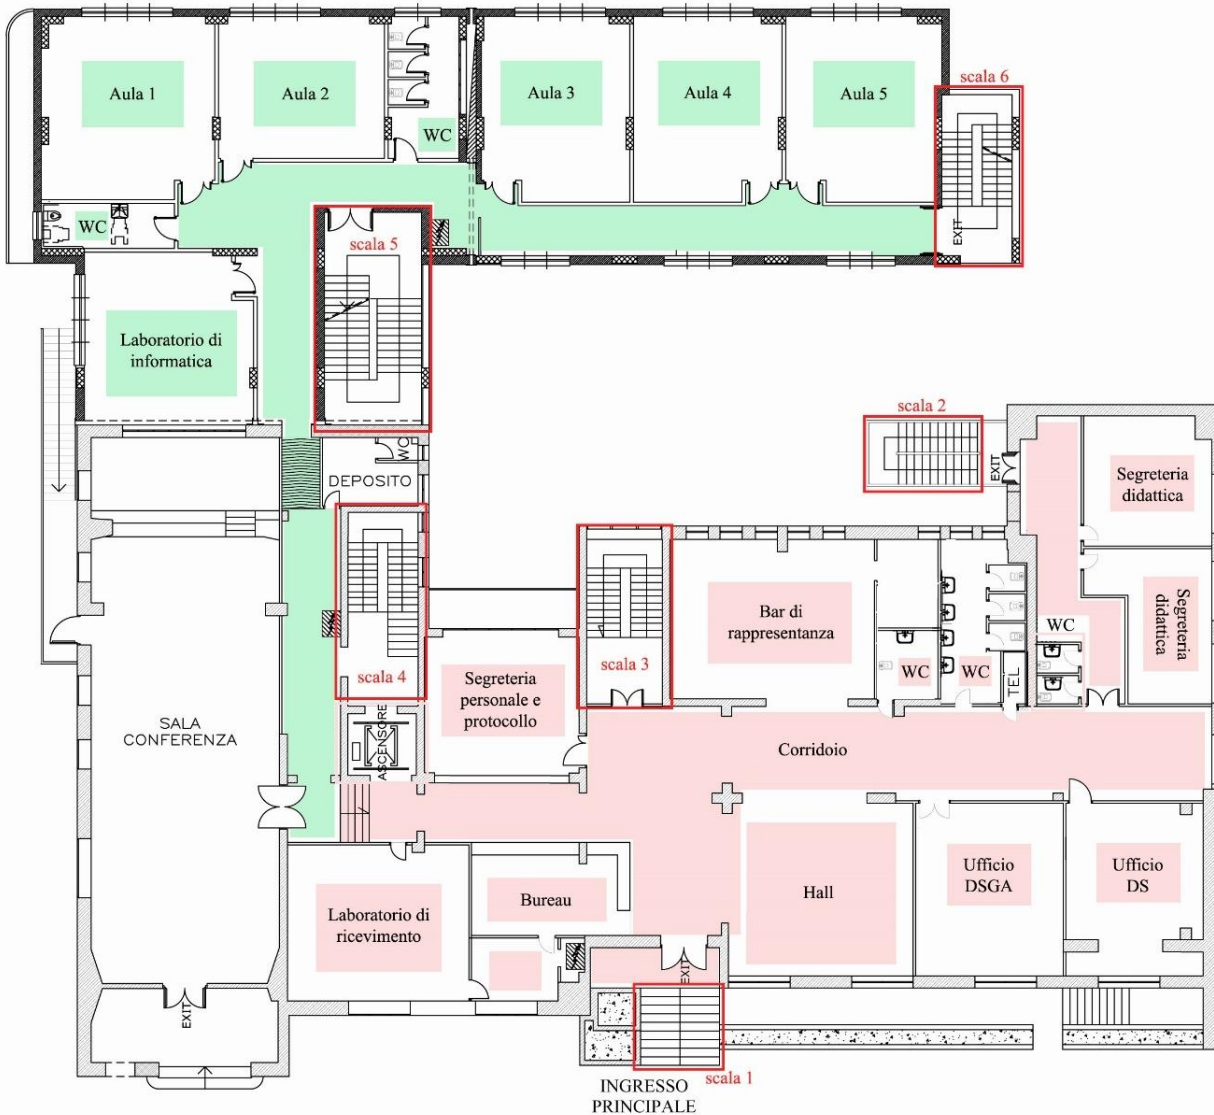 scala 6
Aula 1
Aula 2
Aula 3
Aula 4
Aula 5
WC
WC
EXIT
scala 5
Laboratorio di
informatica
scala 2
WC
DEPOSITO
EXIT
Segreteria
didattica
Segreteria
didattica
Bar di
rappresentanza
WC
scala 3
scala 4
WC
WC
TEL
Segreteria
personale e
protocollo
ASCENSORE
SALA
CONFERENZA
Corridoio
Ufficio
DSGA
Ufficio
DS
Hall
Bureau
Laboratorio di
ricevimento
EXIT
EXIT
scala 1
INGRESSO
PRINCIPALE